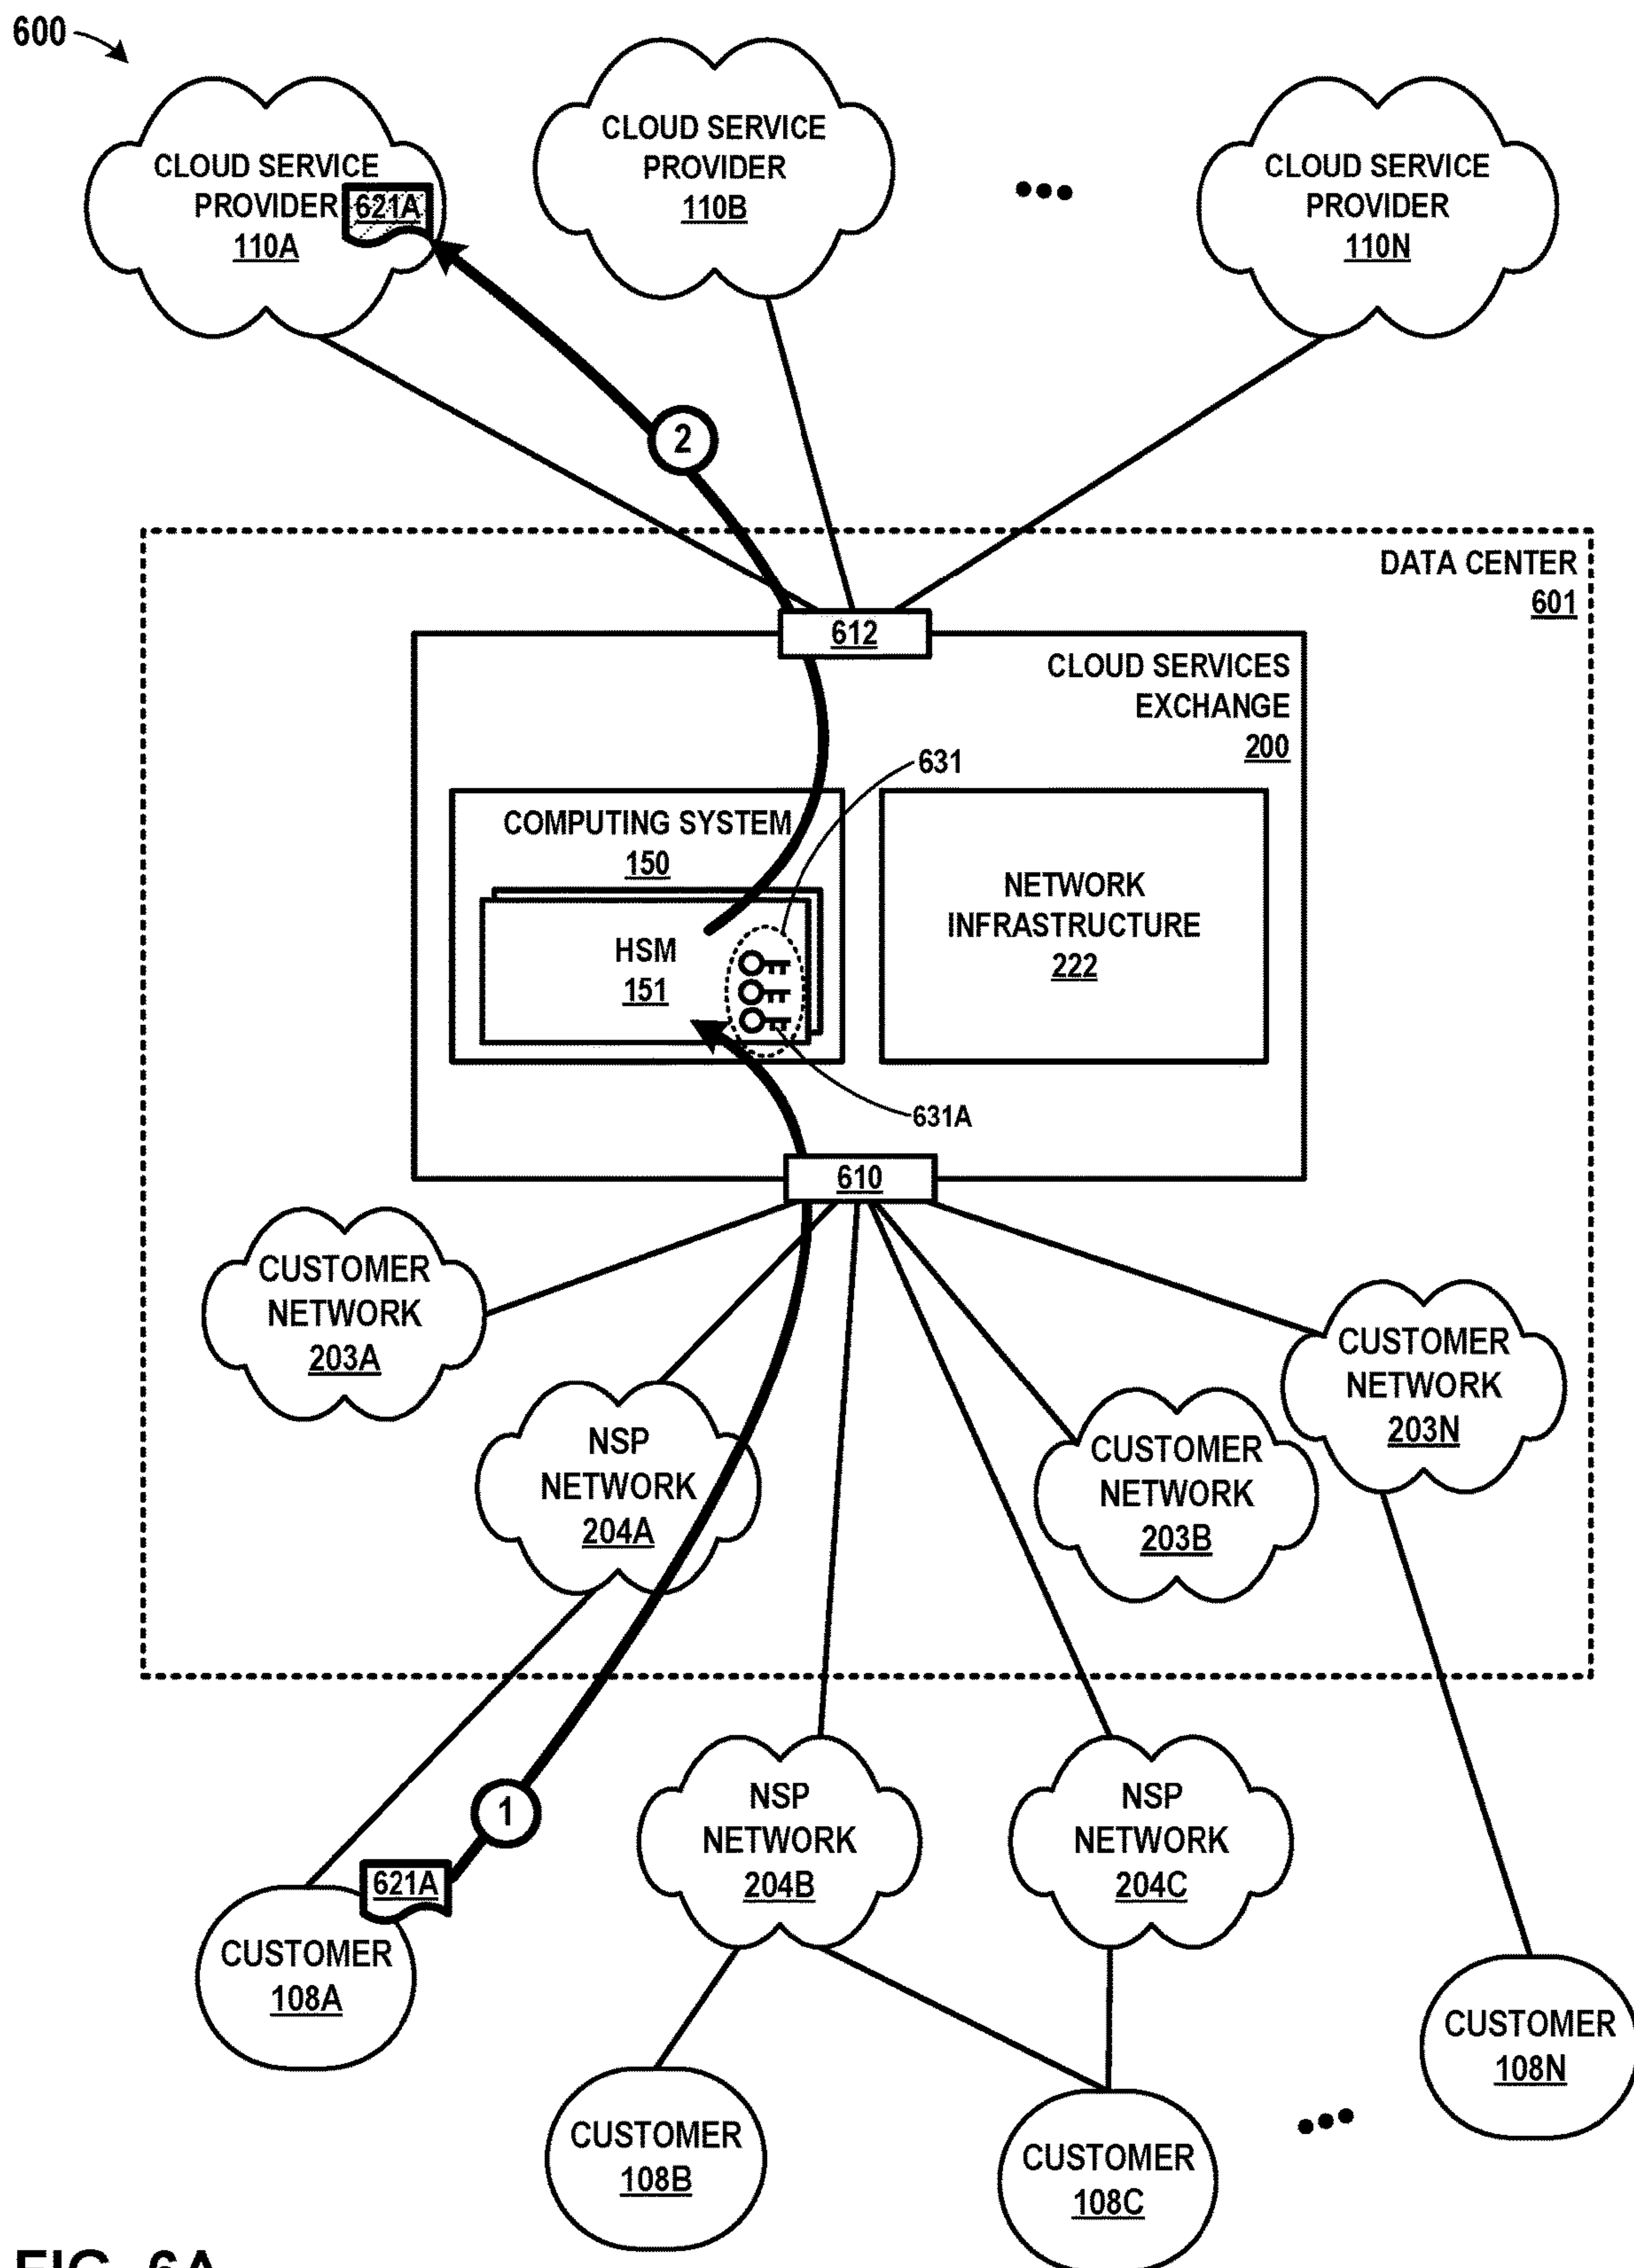 600
CLOUD SERVICE
PROVIDER
110A
621A
CLOUD SERVICE
PROVIDER
110B
CLOUD SERVICE
PROVIDER
110N
2
DATA CENTER
601
612
CLOUD SERVICES
EXCHANGE
200
631
COMPUTING SYSTEM
150
HSM
151
NETWORK
INFRASTRUCTURE
222
631A
610
CUSTOMER
NETWORK
203A
NSP
NETWORK
204A
CUSTOMER
NETWORK
203B
CUSTOMER
NETWORK
203N
1
621A
CUSTOMER
108A
NSP
NETWORK
204B
NSP
NETWORK
204C
CUSTOMER
108B
CUSTOMER
108C
CUSTOMER
108N
FIG. 6A